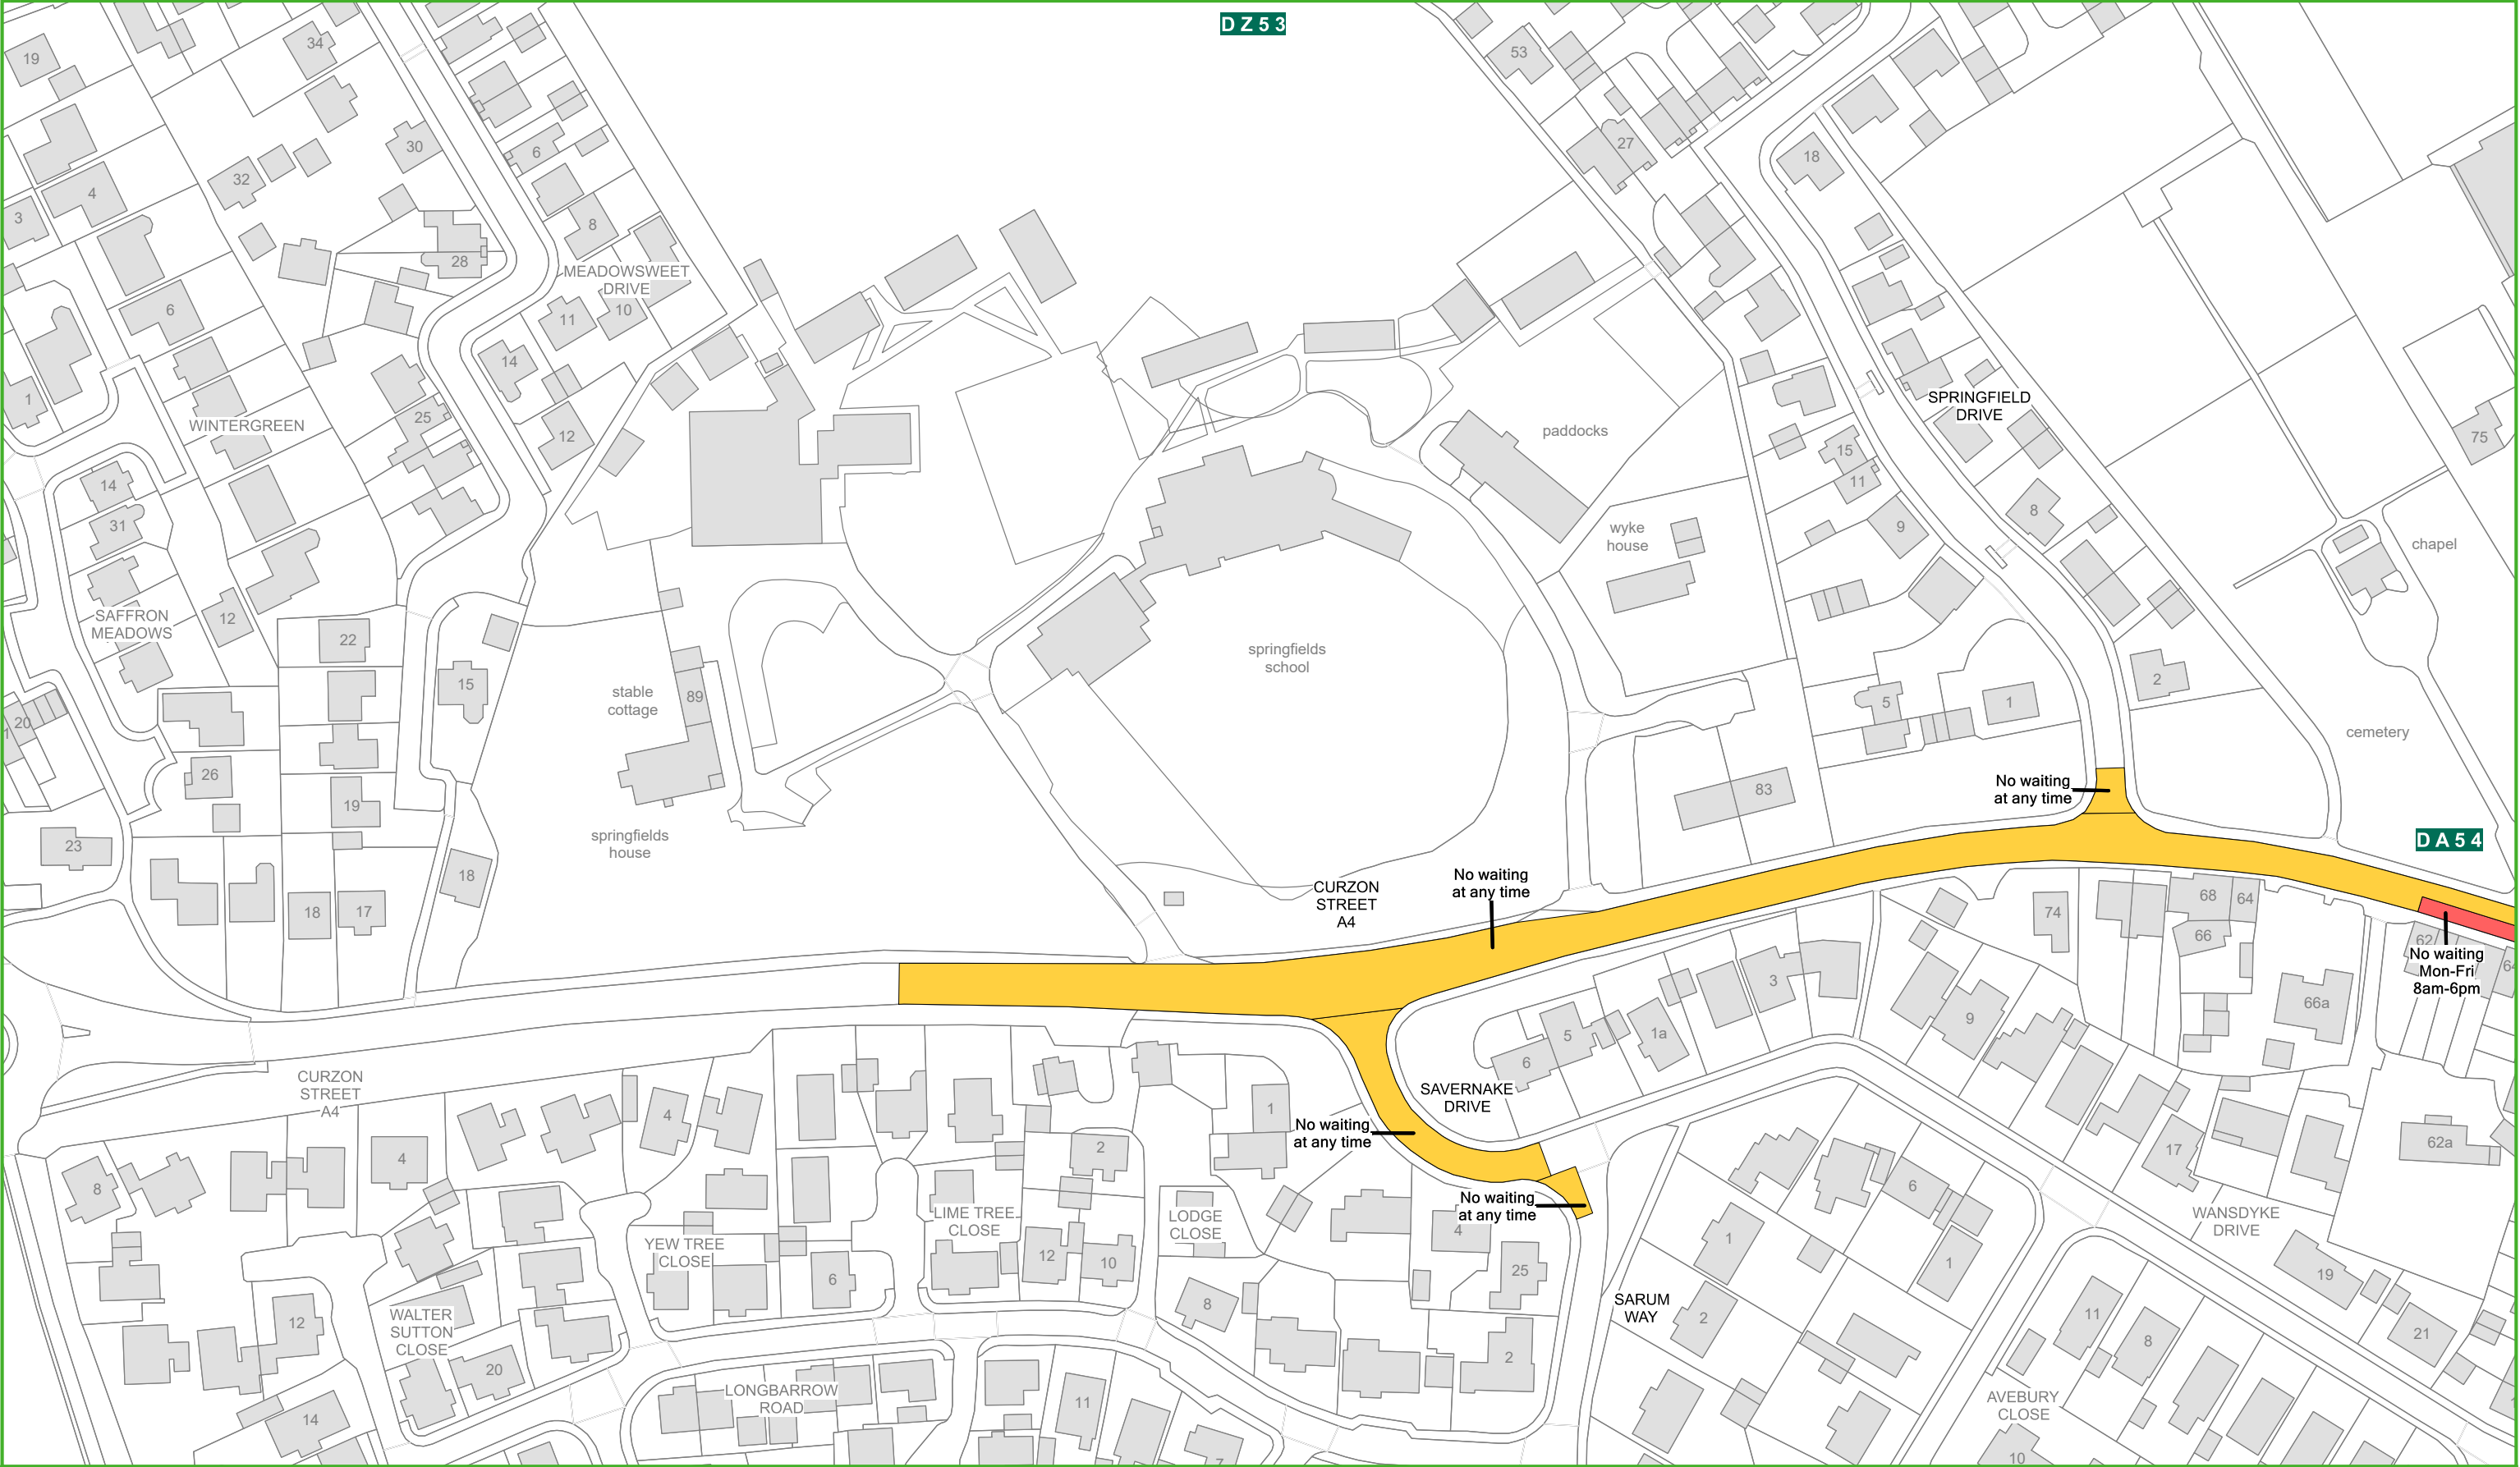 DZ53
53
19
34
27
18
6
30
32
4
3
8
28
MEADOWSWEET
DRIVE
6
11
10
14
1
SPRINGFIELD
DRIVE
25
WINTERGREEN
12
paddocks
75
15
11
14
31
8
9
wyke
house
chapel
SAFFRON
MEADOWS
12
22
springfields
school
15
stable
cottage
89
2
5
1
20
1
cemetery
26
19
83
No waiting
at any time
23
springfields
house
DA54
18
No waiting
at any time
CURZON
STREET
A4
18
17
74
68
64
66
62
No waiting
Mon-Fri
8am-6pm
64
3
66a
9
5
1a
6
CURZON
STREET
A4
SAVERNAKE
DRIVE
4
1
No waiting
at any time
2
4
62a
17
8
6
No waiting
at any time
LIME TREE
CLOSE
LODGE
CLOSE
WANSDYKE
DRIVE
4
1
YEW TREE
CLOSE
12
10
6
25
1
19
8
SARUM
WAY
12
WALTER
SUTTON
CLOSE
2
11
8
21
2
20
LONGBARROW
ROAD
11
AVEBURY
CLOSE
14
10
7